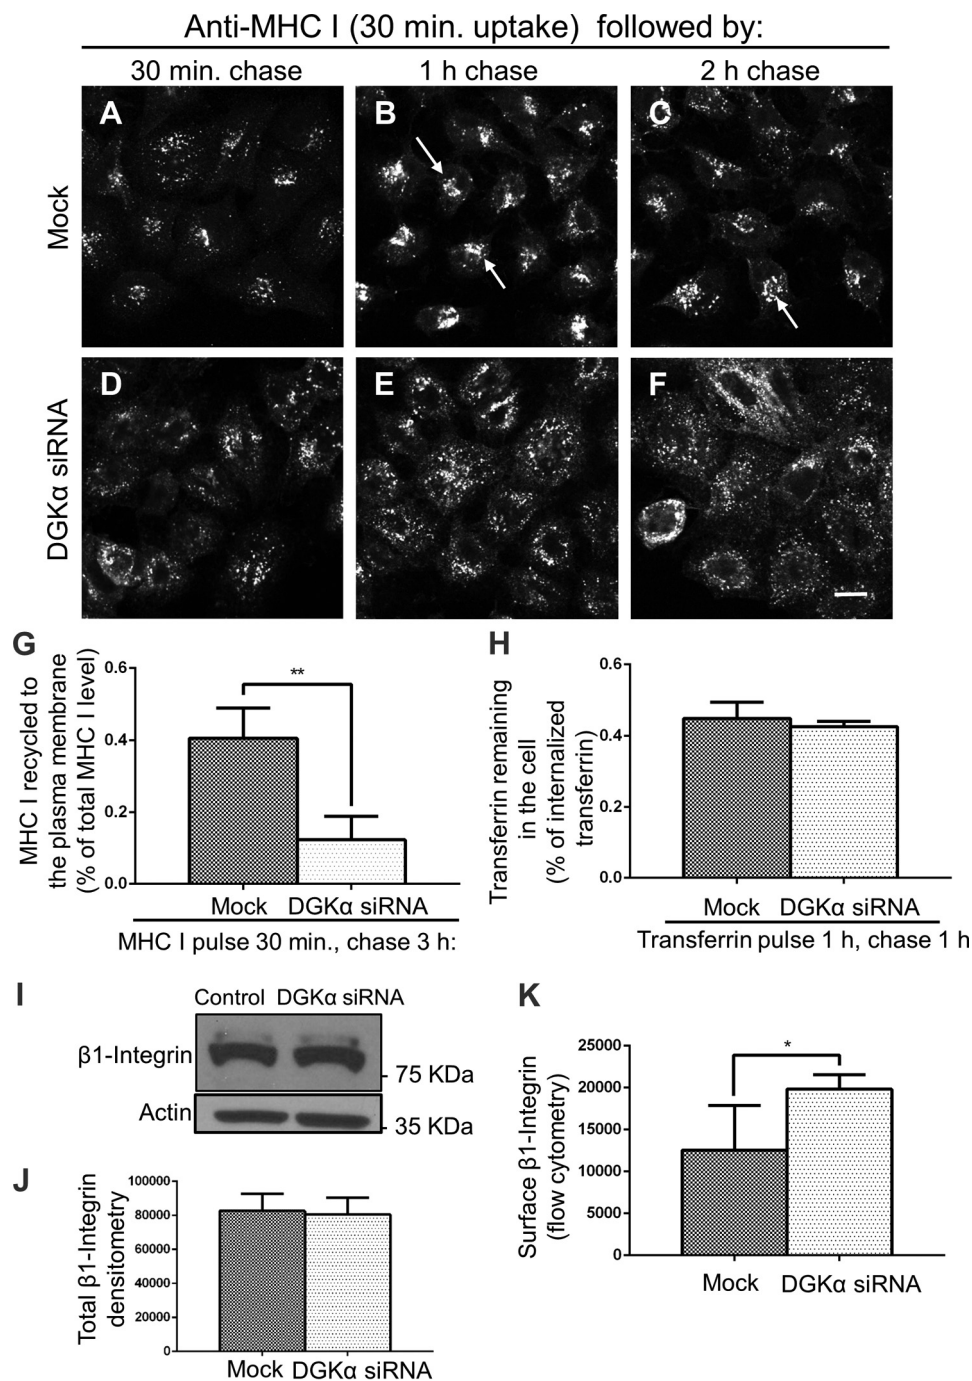 Anti-MHC I (30 min. uptake) followed by:
30 min. chase 1 h chase 2 h chase
Mock
A B C
DGKα siRNA
D E F
G
MHC I recycled to
the plasma membrane
(% of total MHC I level)
0.6
0.4
0.2
0.0
**
Mock DGKα siRNA
MHC I pulse 30 min., chase 3 h:
H
Transferrin remaining
in the cell
(% of internalized
transferrin)
0.6
0.4
0.2
0.0
Mock DGKα siRNA
Transferrin pulse 1 h, chase 1 h
I
Control DGKα siRNA
β1-Integrin
75 KDa
Actin
35 KDa
J
Total β1-Integrin
densitometry
100000
80000
60000
40000
20000
0
Mock DGKα siRNA
K
Surface β1-Integrin
(flow cytometry)
25000
20000
15000
10000
5000
0
*
Mock DGKα siRNA